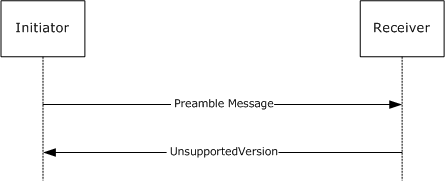 Initiator
Receiver
Preamble Message
UnsupportedVersion